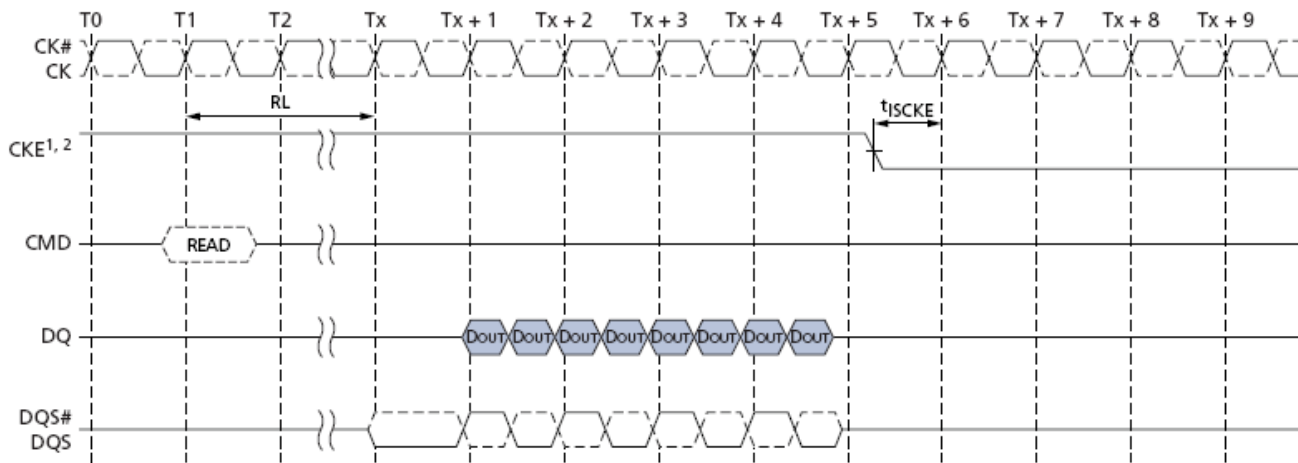 T0 T1 T2 Tx Tx + 1 Tx + 2 Tx + 3 Tx + 4 Tx + 5 Tx + 6 Tx + 7 Tx + 8 Tx + 9
CK#
CK
RL
tISCKE
CKE1, 2
CMD READ
DQ DOUT DOUT DOUT DOUT DOUT DOUT DOUT DOUT
DQS#
DQS